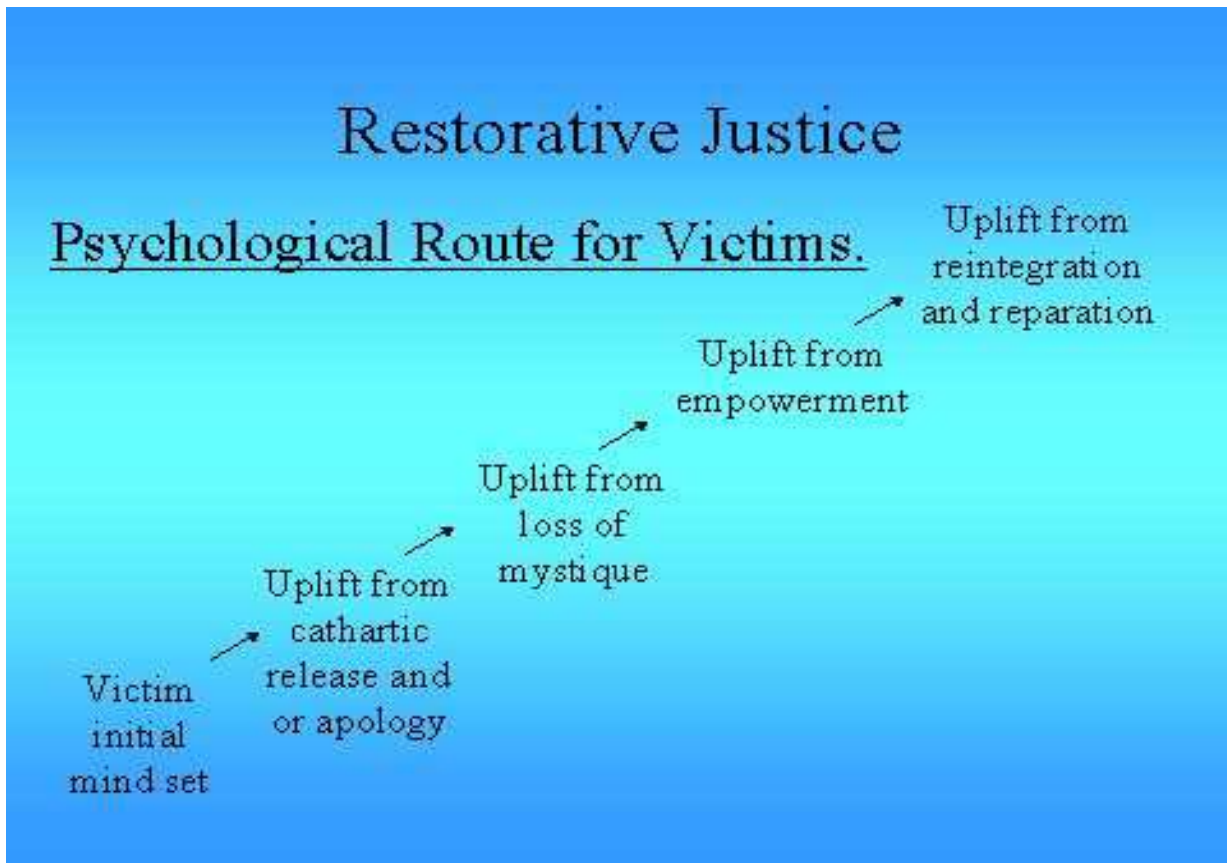 Restorative Justice
Psychological Route for Victims.
Victim
initial
mind set
Uplift from
cathartic
release and
or apology
Uplift from
loss of
mystique
Uplift from
empowerment
Uplift from
reintegration
and reparation